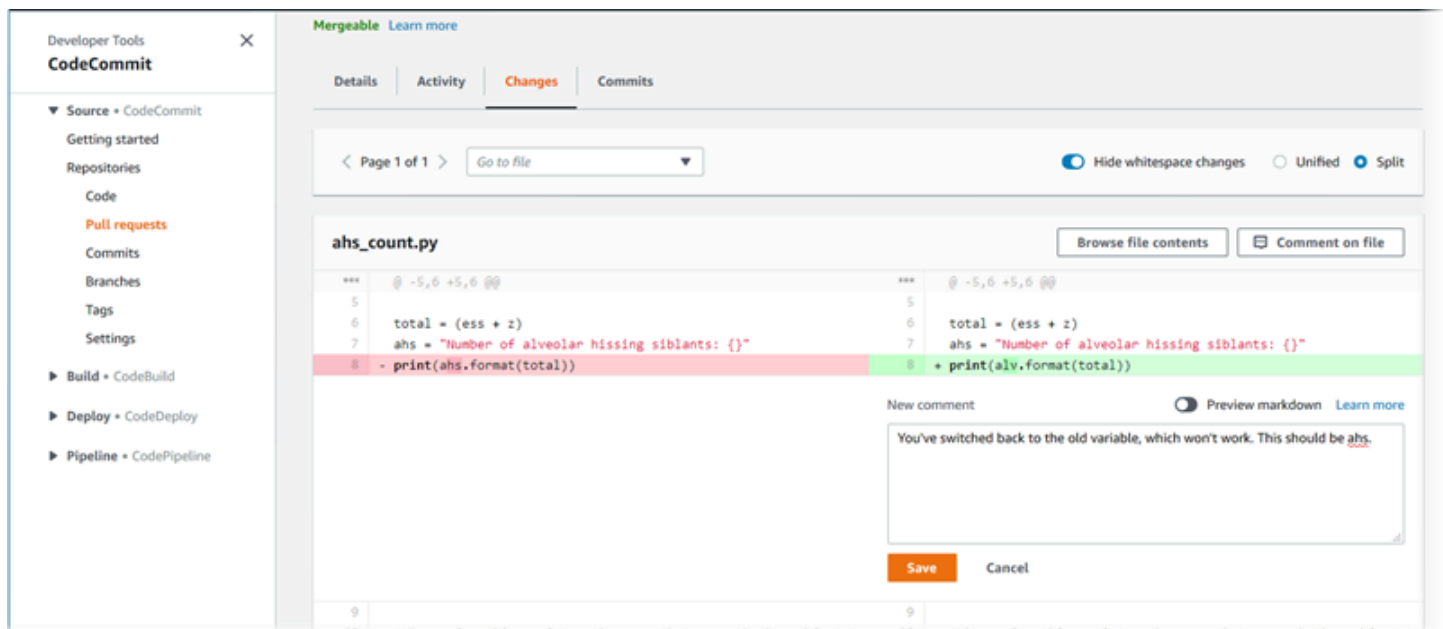 Mergeable Learn more
Developer Tools
CodeCommit
Source • CodeCommit
Getting started
Repositories
Code
Pull requests
Commits
Branches
Tags
Settings
Build • CodeBuild
Deploy • CodeDeploy
Pipeline • CodePipeline
Details Activity Changes Commits
Page 1 of 1 Go to file Hide whitespace changes Unified Split
ahs_count.py Browse file contents Comment on file
@ -5,6 +5,6 @@ @ -5,6 +5,6 @@
5 5
6 total = (ess + z) 6 total = (ess + z)
7 ahs = "Number of alveolar hissing siblants: {}" 7 ahs = "Number of alveolar hissing siblants: {}"
8 - print(ahs.format(total)) 8 + print(alv.format(total))
New comment Preview markdown Learn more
You've switched back to the old variable, which won't work. This should be ahs.
Save Cancel
9 9